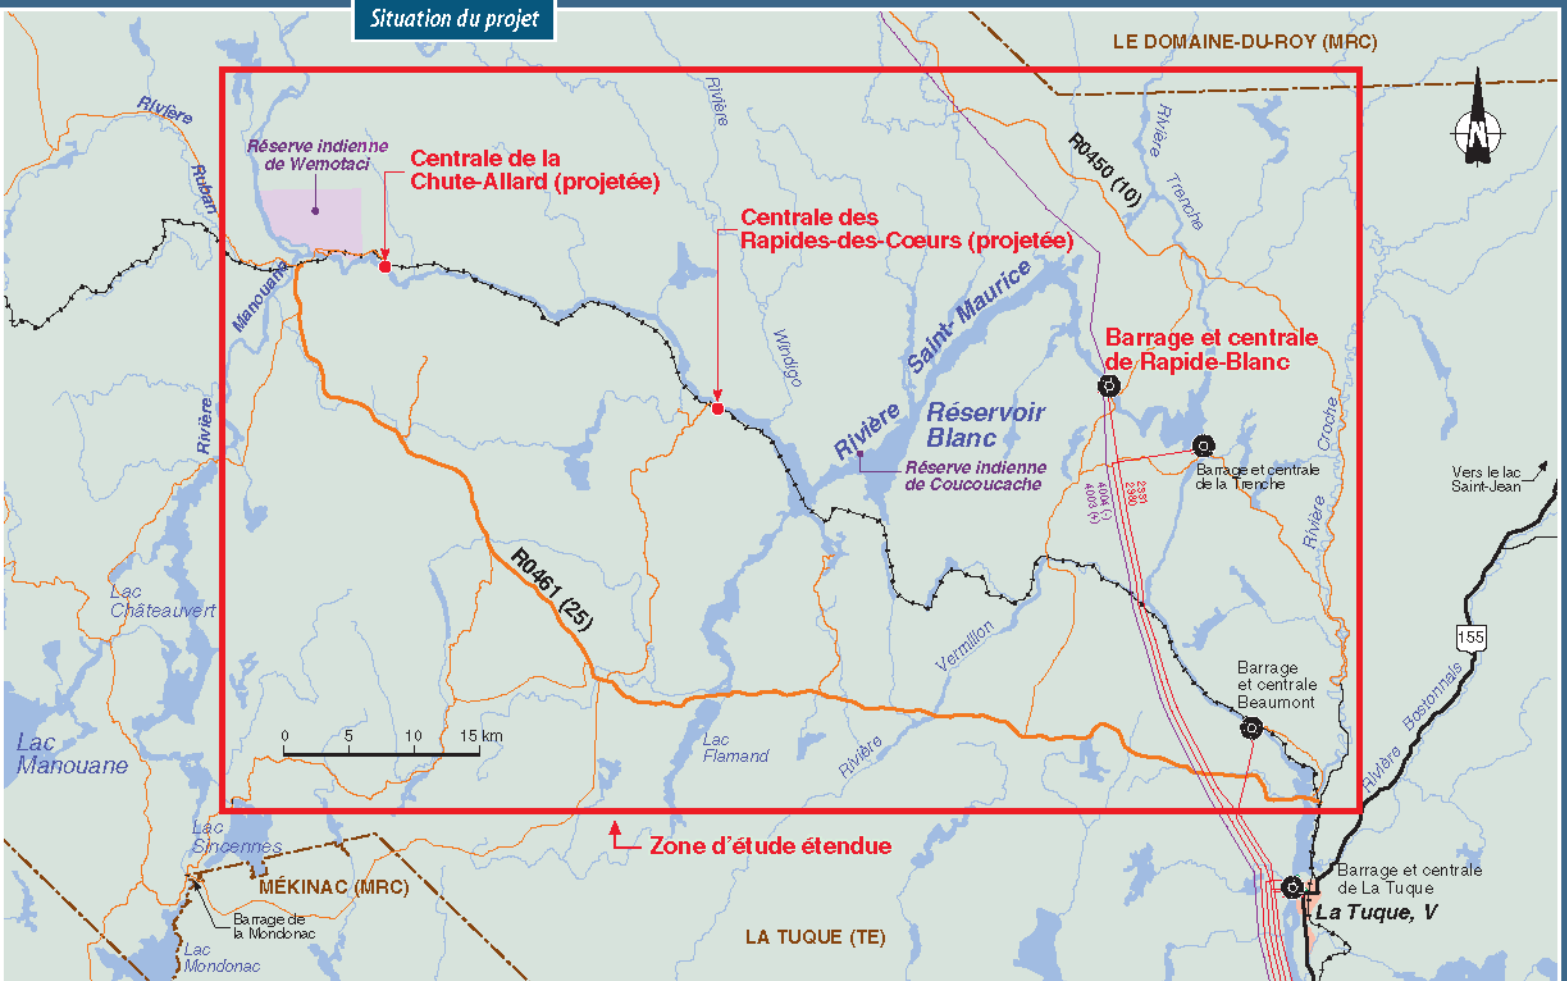 Situation du projet
LE DOMAINE-DU-ROY (MRC)
Rivière
Ruban
Réserve indienne
de Wemotaci
Centrale de la
Chute-Allard (projetée)
Rivière
Windigo
R0450 (10)
Rivière
Trenche
N
Centrale des
Rapides-des-Cœurs (projetée)
Manouane
Rivière
Rivière
Saint-Maurice
Barrage et centrale
de Rapide-Blanc
Réservoir
Blanc
Réserve indienne
de Coucoucache
Barrage et centrale
de la Trenche
Rivière
Croche
Vers le lac
Saint-Jean
2351
2980
4004 (-)
4003 (+)
R0461 (25)
Lac
Châteauvert
Rivière
Vermillon
155
Barrage
et centrale
Beaumont
Rivière Bostonnais
0 5 10 15 km
Lac
Manouane
Lac
Flamand
Lac
Sincennes
Zone d'étude étendue
MÉKINAC (MRC)
Barrage de
la Mondonac
Lac
Mondonac
LA TUQUE (TE)
Barrage et centrale
de La Tuque
La Tuque, V